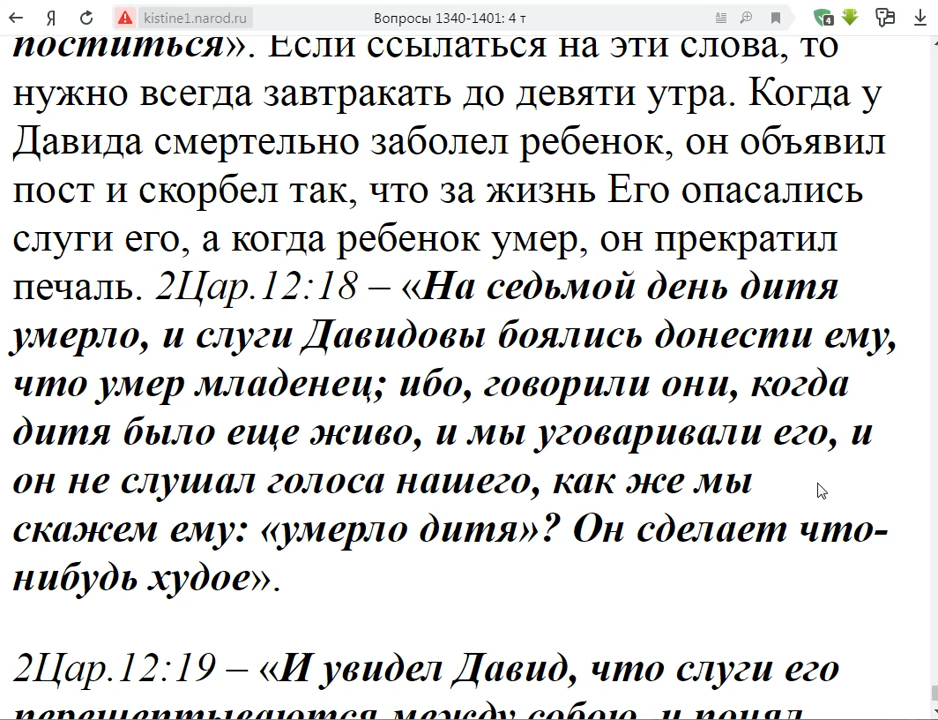 Я
kistine1.narod.ru
Вопросы 1340-1401: 4 т
4
поститься». Если ссылаться на эти слова, то
нужно всегда завтракать до девяти утра. Когда у
Давида смертельно заболел ребенок, он объявил
пост и скорбел так, что за жизнь Его опасались
слуги его, а когда ребенок умер, он прекратил
печаль. 2Цар.12:18 – «На седьмой день дитя
умерло, и слуги Давидовы боялись донести ему,
что умер младенец; ибо, говорили они, когда
дитя было еще живо, и мы уговаривали его, и
он не слушал голоса нашего, как же мы
скажем ему: «умерло дитя»? Он сделает что-
нибудь худое».
2Цар.12:19 – «И увидел Давид, что слуги его
перешептываются между собою, и понял